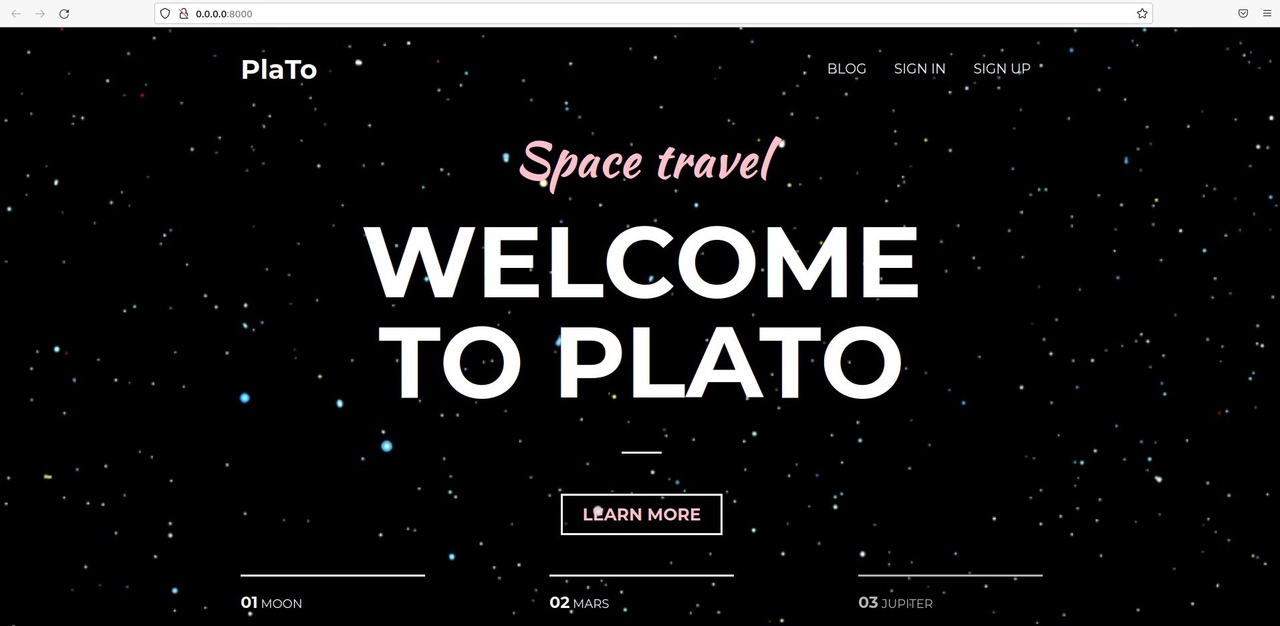 0.0.0.0:8000
PlaTo
BLOG SIGN IN SIGN UP
Space travel
WELCOME
TO PLATO
LEARN MORE
01 MOON 02 MARS 03 JUPITER